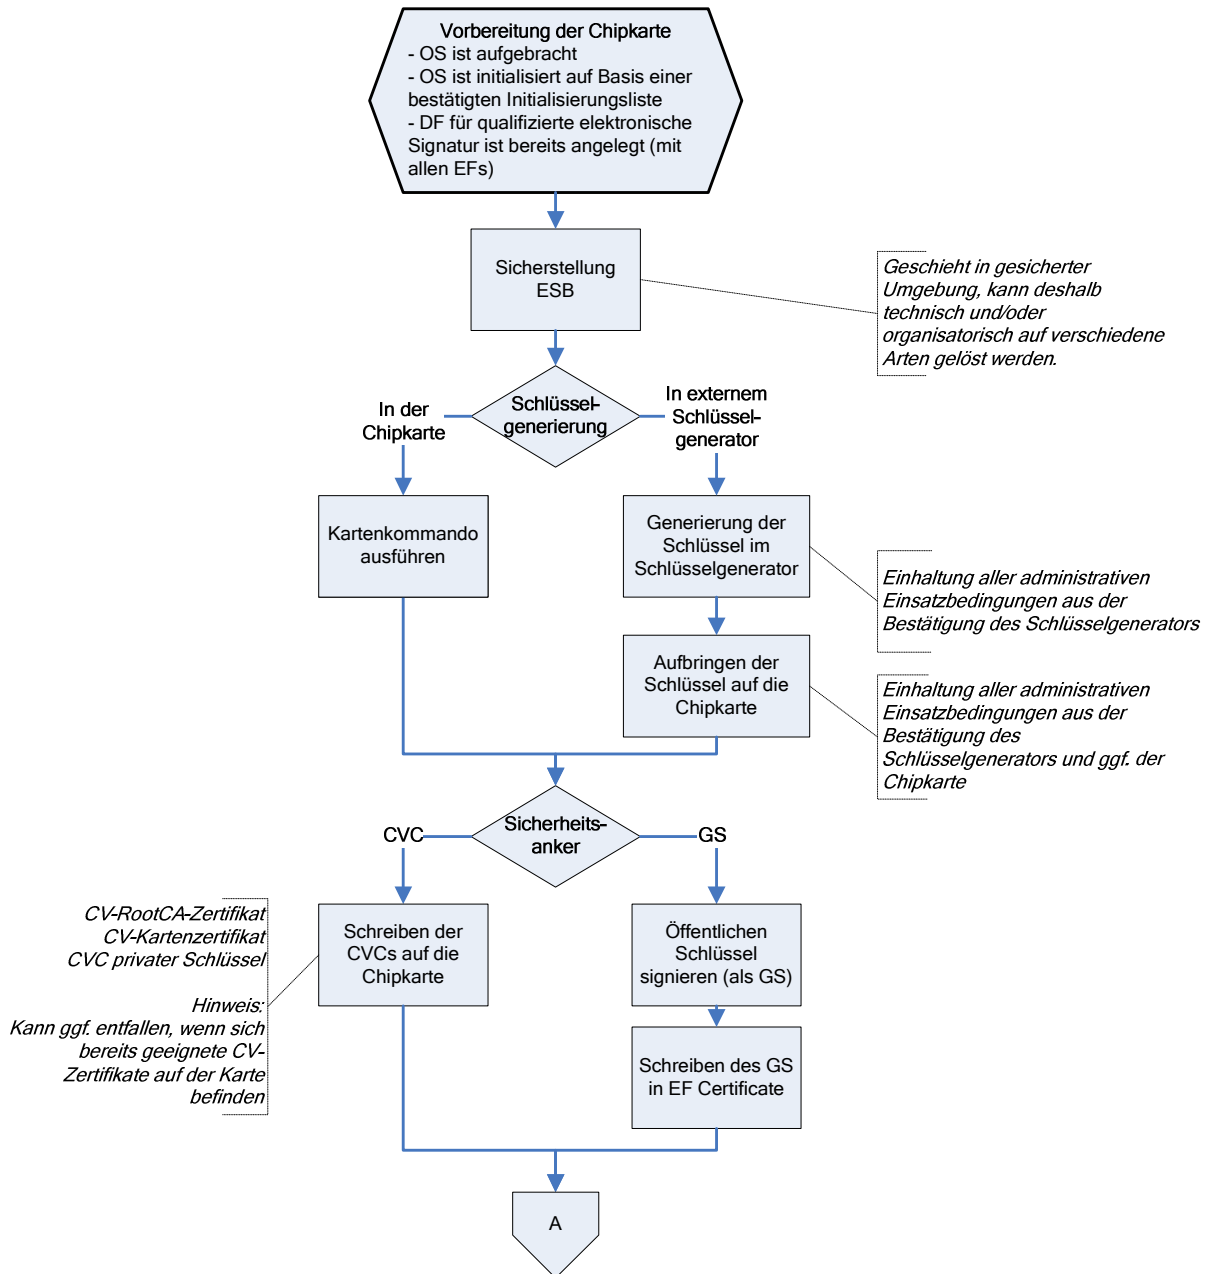 Vorbereitung der Chipkarte
- OS ist aufgebracht
- OS ist initialisiert auf Basis einer
bestätigten Initialisierungsliste
- DF für qualifizierte elektronische
Signatur ist bereits angelegt (mit
allen EFs)
Sicherstellung
ESB
Geschieht in gesicherter
Umgebung, kann deshalb
technisch und/oder
organisatorisch auf verschiedene
Arten gelöst werden.
Schlüssel-
generierung
In der
Chipkarte
In externem
Schlüssel-
generator
Kartenkommando
ausführen
Generierung der
Schlüssel im
Schlüsselgenerator
Einhaltung aller administrativen
Einsatzbedingungen aus der
Bestätigung des Schlüsselgenerators
Aufbringen der
Schlüssel auf die
Chipkarte
Einhaltung aller administrativen
Einsatzbedingungen aus der
Bestätigung des
Schlüsselgenerators und ggf. der
Chipkarte
Sicherheits-
anker
CVC
GS
CV-RootCA-Zertifikat
CV-Kartenzertifikat
CVC privater Schlüssel
Hinweis:
Kann ggf. entfallen, wenn sich
bereits geeignete CV-
Zertifikate auf der Karte
befinden
Schreiben der
CVCs auf die
Chipkarte
Öffentlichen
Schlüssel
signieren (als GS)
Schreiben des GS
in EF Certificate
A